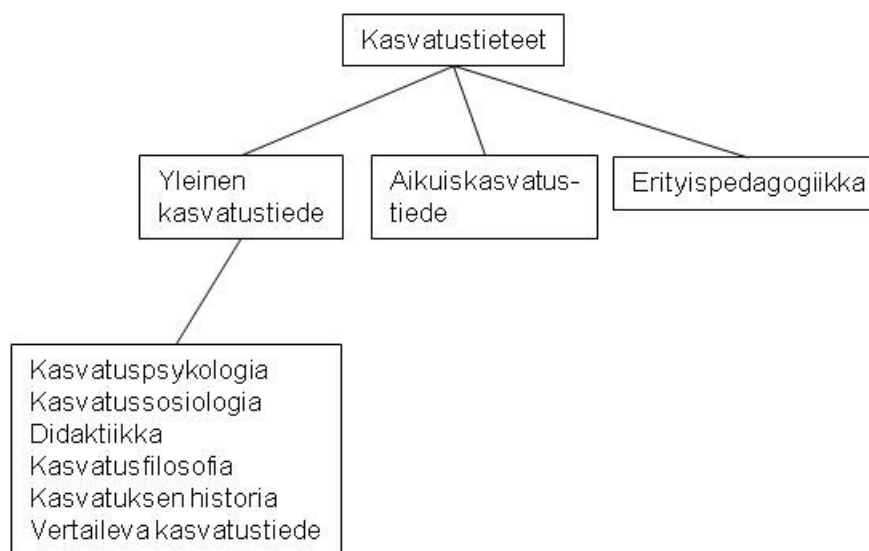 Kasvatustieteet
Yleinen
kasvatustiede
Aikuiskasvatus-
tiede
Erityispedagogiikka
Kasvatuspsykologia
Kasvatussosiologia
Didaktiikka
Kasvatusfilosofia
Kasvatuksen historia
Vertaileva kasvatustiede